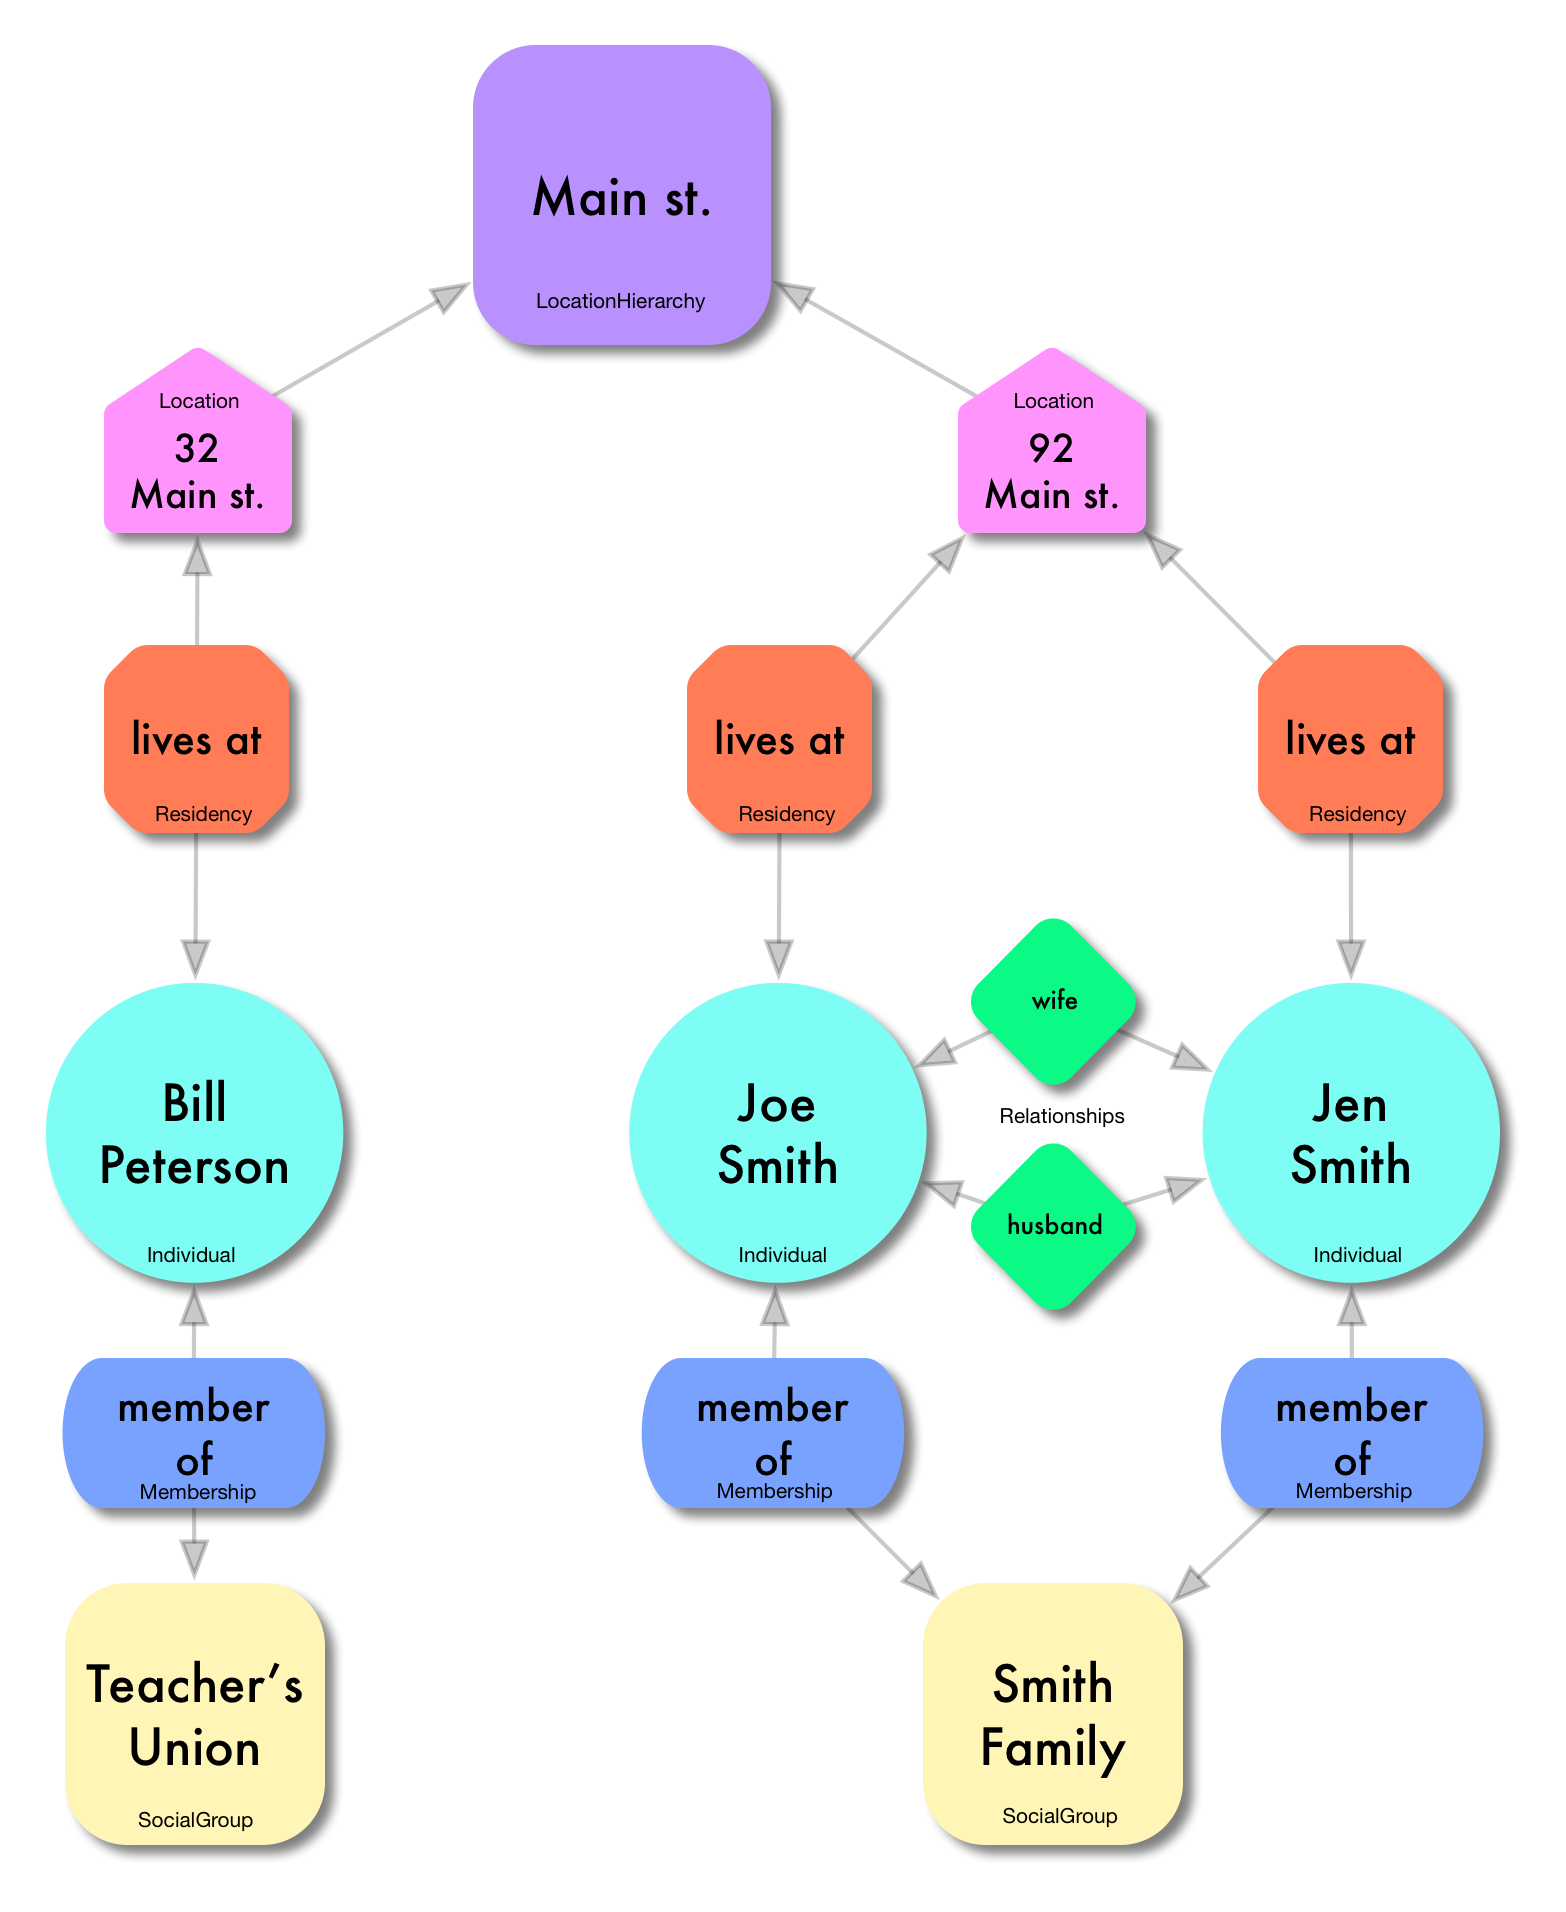 Main st.
LocationHierarchy
Location
32
Main st.
Location
92
Main st.
lives at
Residency
lives at
Residency
lives at
Residency
wife
Relationships
husband
Bill
Peterson
Individual
Joe
Smith
Individual
Jen
Smith
Individual
member
of
Membership
member
of
Membership
member
of
Membership
Teacher’s
Union
SocialGroup
Smith
Family
SocialGroup